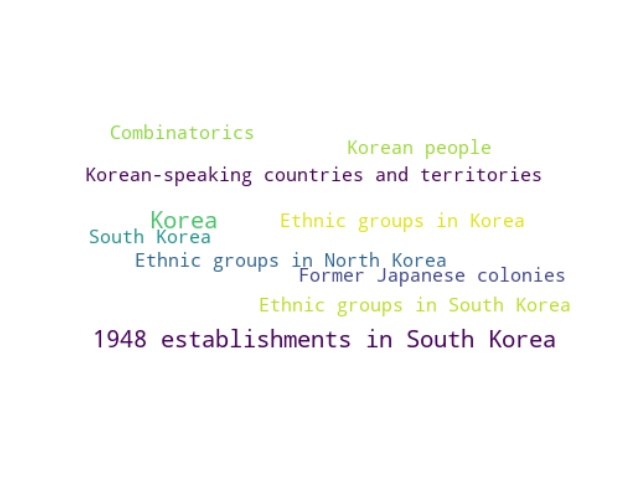 Combinatorics
Korean people
Korean-speaking countries and territories
Korea
Ethnic groups in Korea
South Korea
Ethnic groups in North Korea
Former Japanese colonies
Ethnic groups in South Korea
1948 establishments in South Korea